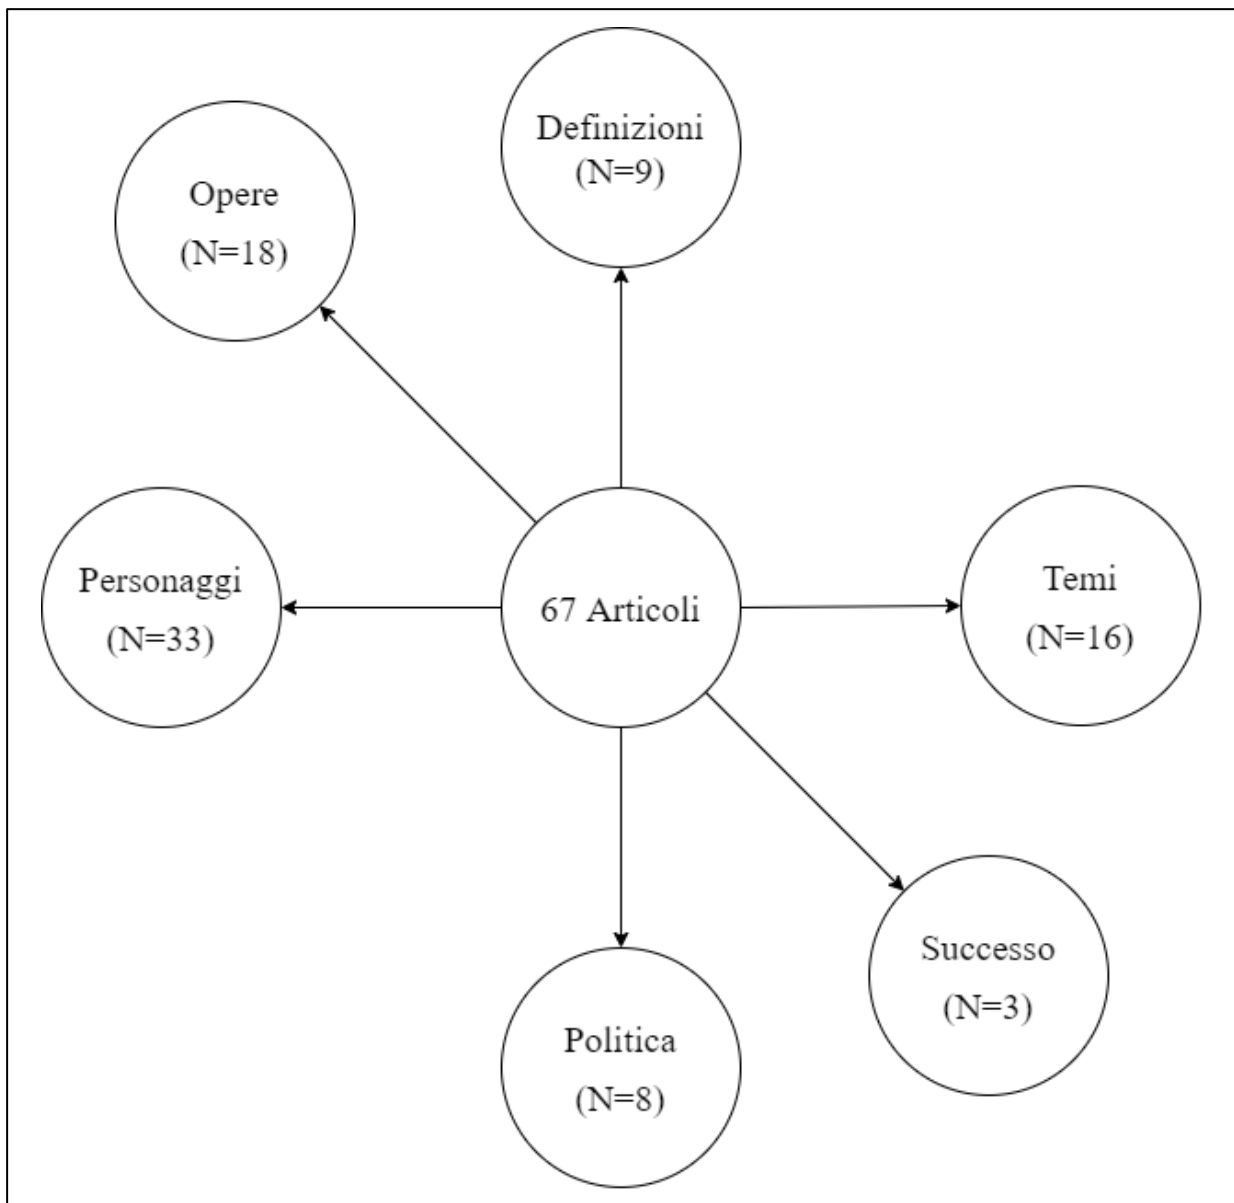 Definizioni
(N=9)
Opere
(N=18)
Personaggi
(N=33)
67 Articoli
Temi
(N=16)
Successo
(N=3)
Politica
(N=8)